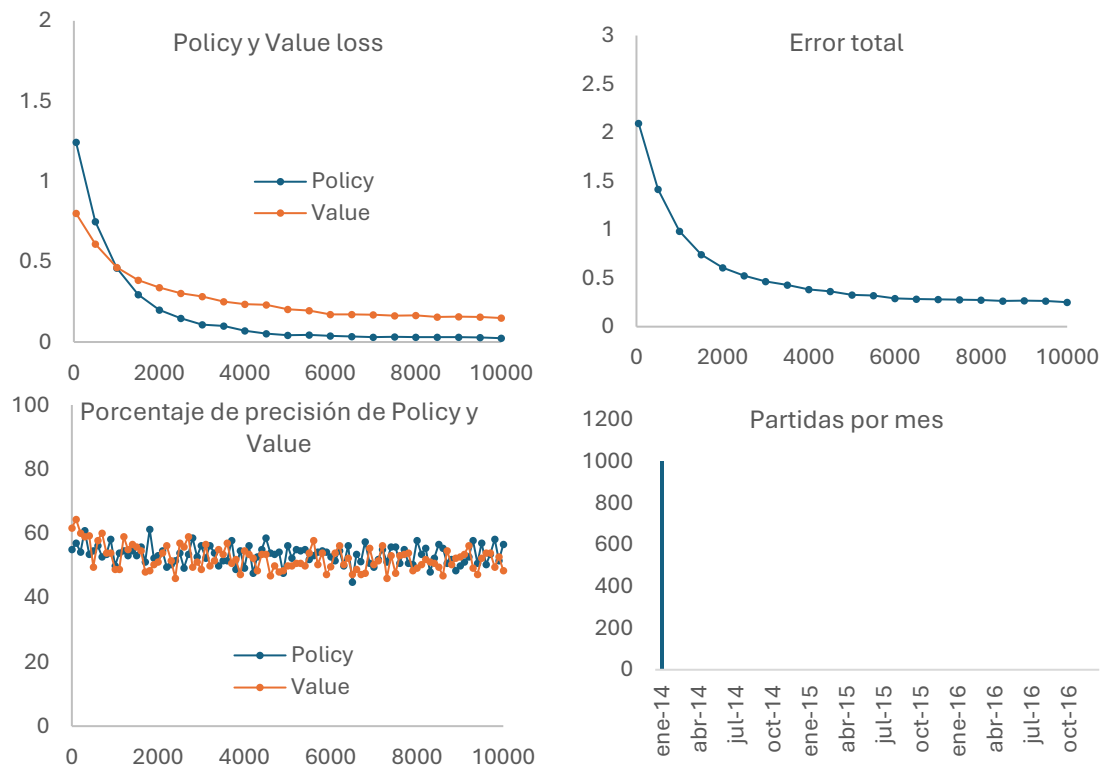 Policy y Value loss
2
1.5
1
0.5
0
Policy
Value
0 2000 4000 6000 8000 10000
Error total
3
2.5
2
1.5
1
0.5
0
0 2000 4000 6000 8000 10000
Porcentaje de precisión de Policy y
Value
100
80
60
40
20
0
Policy
Value
0 2000 4000 6000 8000 10000
Partidas por mes
1200
1000
800
600
400
200
0
ene-14
abr-14
jul-14
oct-14
ene-15
abr-15
jul-15
oct-15
ene-16
abr-16
jul-16
oct-16